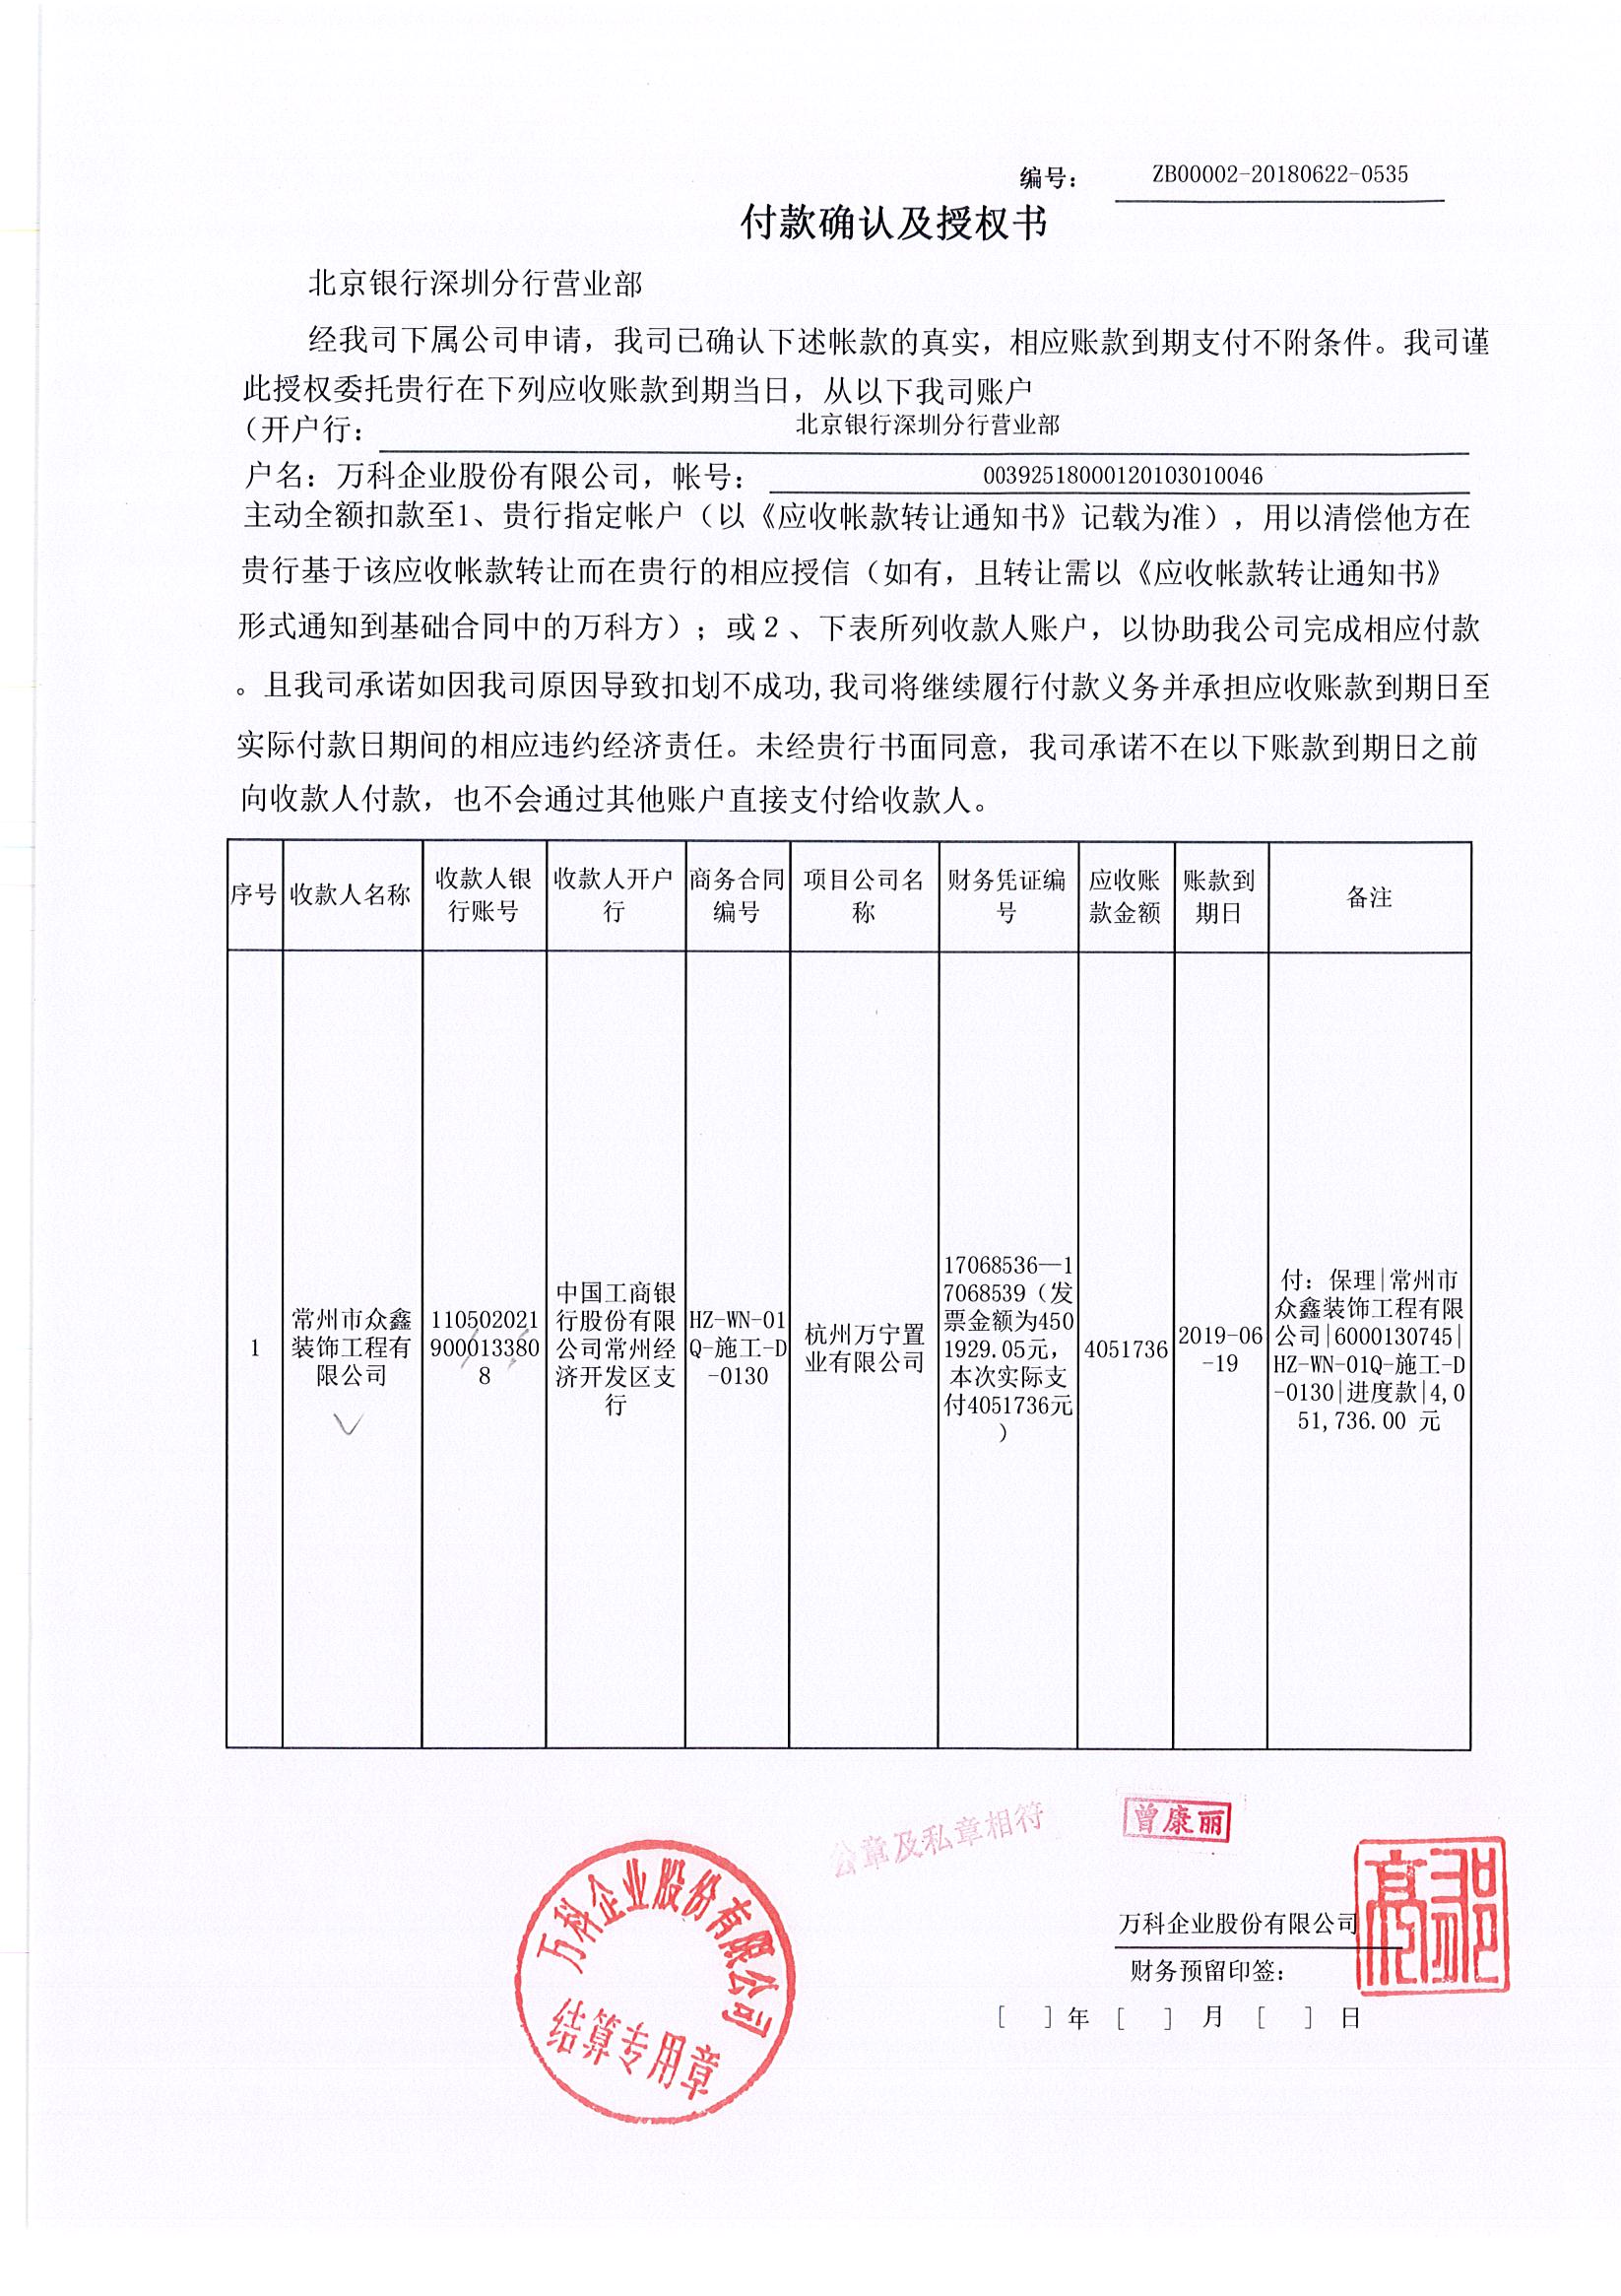 编号： ZB00002-20180622-0535
付款确认及授权书
北京银行深圳分行营业部
经我司下属公司申请，我司已确认下述帐款的真实，相应账款到期支付不附条件。我司谨
此授权委托贵行在下列应收账款到期当日，从以下我司账户
（开户行： 北京银行深圳分行营业部
户名：万科企业股份有限公司，帐号： 00392518000120103010046
主动全额扣款至1、贵行指定帐户（以《应收帐款转让通知书》记载为准），用以清偿他方在
贵行基于该应收帐款转让而在贵行的相应授信（如有，且转让需以《应收帐款转让通知书》
形式通知到基础合同中的万科方）；或２、下表所列收款人账户，以协助我公司完成相应付款
。且我司承诺如因我司原因导致扣划不成功,我司将继续履行付款义务并承担应收账款到期日至
实际付款日期间的相应违约经济责任。未经贵行书面同意，我司承诺不在以下账款到期日之前
向收款人付款，也不会通过其他账户直接支付给收款人。
序号
收款人名称
收款人银
行账号
收款人开户
行
商务合同
编号
项目公司名
称
财务凭证编
号
应收账
款金额
账款到
期日
备注
1
常州市众鑫
装饰工程有
限公司
110502021
900013380
8
中国工商银
行股份有限
公司常州经
济开发区支
行
HZ-WN-01
Q-施工-D
-0130
杭州万宁置
业有限公司
17068536—1
7068539（发
票金额为450
1929.05元，
本次实际支
付4051736元
）
4051736
2019-06
-19
付：保理|常州市
众鑫装饰工程有限
公司|6000130745|
HZ-WN-01Q-施工-D
-0130|进度款|4,0
51,736.00 元
公章及私章相符
曾康丽
万科企业股份有限公司
结算专用章
万科企业股份有限公司
财务预留印签：
[ ] 年 [ ] 月 [ ] 日